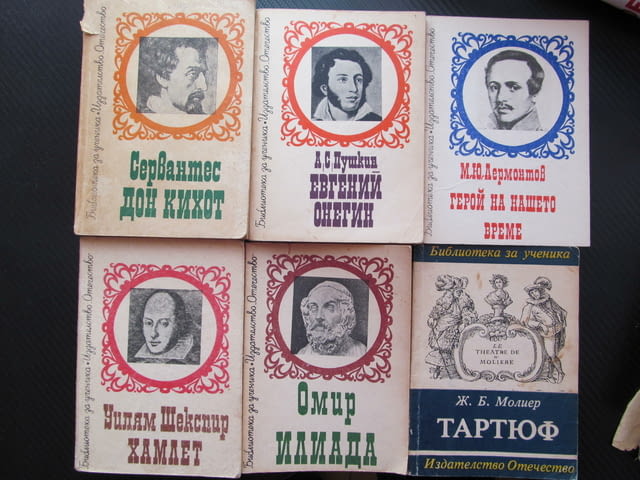 Библиотека за ученика • Издателство Отечество
Сервантес
ДОН КИХОТ
Библиотека за ученика • Издателство Отечество
А.С.Пушкин
ЕВГЕНИЙ
ОНЕГИН
Библиотека за ученика • Издателство Отечество
М.Ю.Лермонтов
ГЕРОЙ НА НАШЕТО
ВРЕМЕ
Библиотека за ученика • Издателство Отечество
Уилям Шекспир
ХАМЛЕТ
Библиотека за ученика • Издателство Отечество
Омир
ИЛИАДА
Библиотека за ученика
LE
THEATRE DE
MOLIERE
Ж. Б. Молиер
ТАРТЮФ
Издателство Отечество